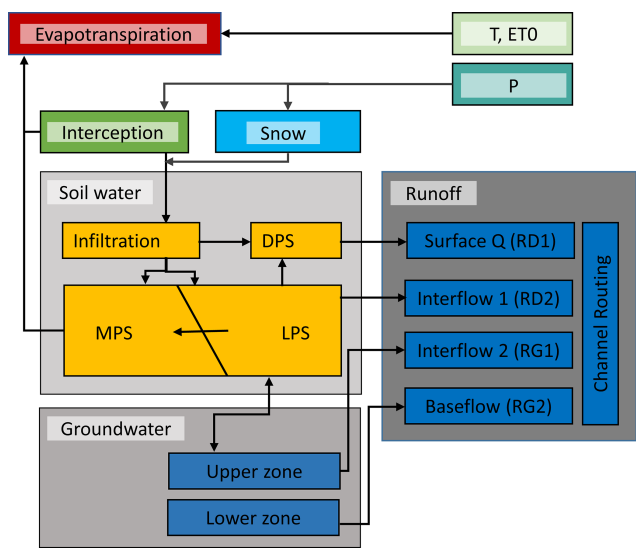 Evapotranspiration
T, ET0
P
Interception
Snow
Soil water
Runoff
Infiltration
DPS
Surface Q (RD1)
MPS
LPS
Interflow 1 (RD2)
Interflow 2 (RG1)
Baseflow (RG2)
Channel Routing
Groundwater
Upper zone
Lower zone